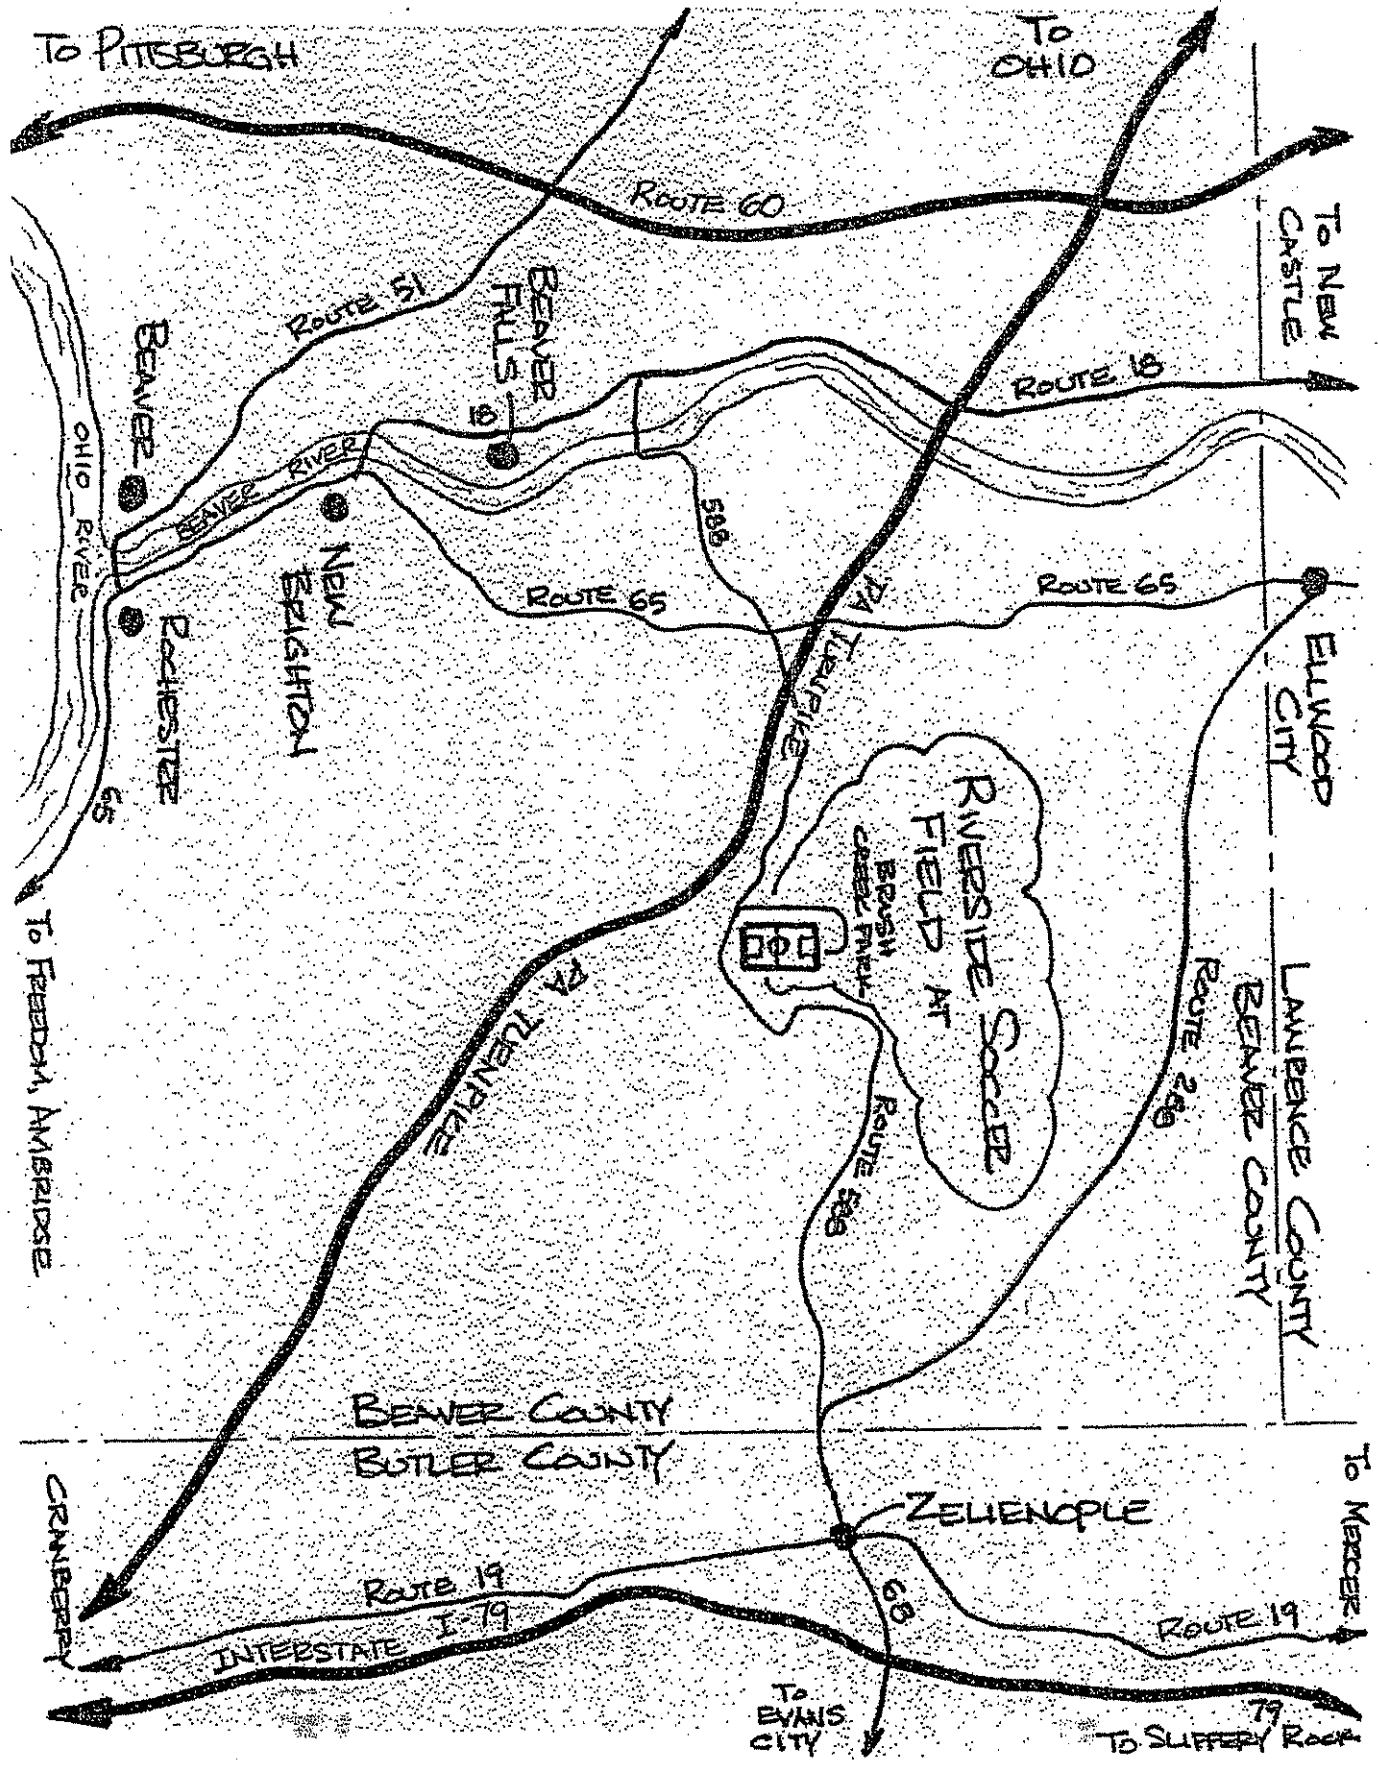 TO PITTSBURGH
TO
OHIO
ROUTE 60
TO NEW
CASTLE
ROUTE 51
BEAVER
FALLS
BEAVER
18
ROUTE 18
OHIO RIVER
BEAVER RIVER
588
NEW
BRIGHTON
ROUTE 65
PA TURNPIKE
ROUTE 65
ELLWOOD
CITY
ROCHESTER
65
RIVERSIDE SOCCER
FIELD AT
BRUSH
CREEK PARK
TO FREEDOM, AMBRIDGE
PA TURNPIKE
ROUTE 288
LAWRENCE COUNTY
BEAVER COUNTY
ROUTE 588
BEAVER COUNTY
BUTLER COUNTY
CRANBERRY
ZELIENOPLE
TO MERCER
ROUTE 19
I-79
INTERSTATE
68
ROUTE 19
TO
EVANS
CITY
79
TO SLIPPERY ROCK